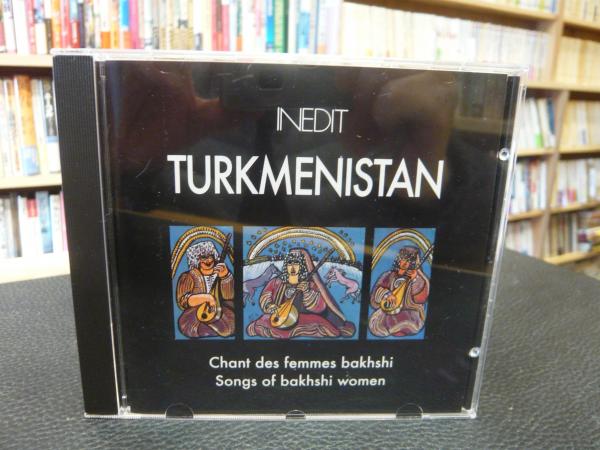 INEDIT
TURKMENISTAN
Chant des femmes bakhshi
Songs of bakhshi women